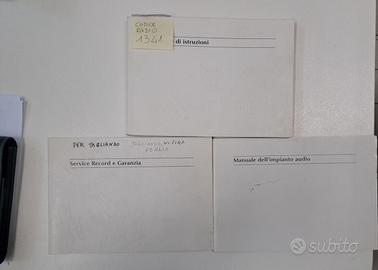 CODICE
RADIO
1341
di istruzioni
PER TAGLIANDO
Service Record e Garanzia
Manuale dell'impianto audio
subito